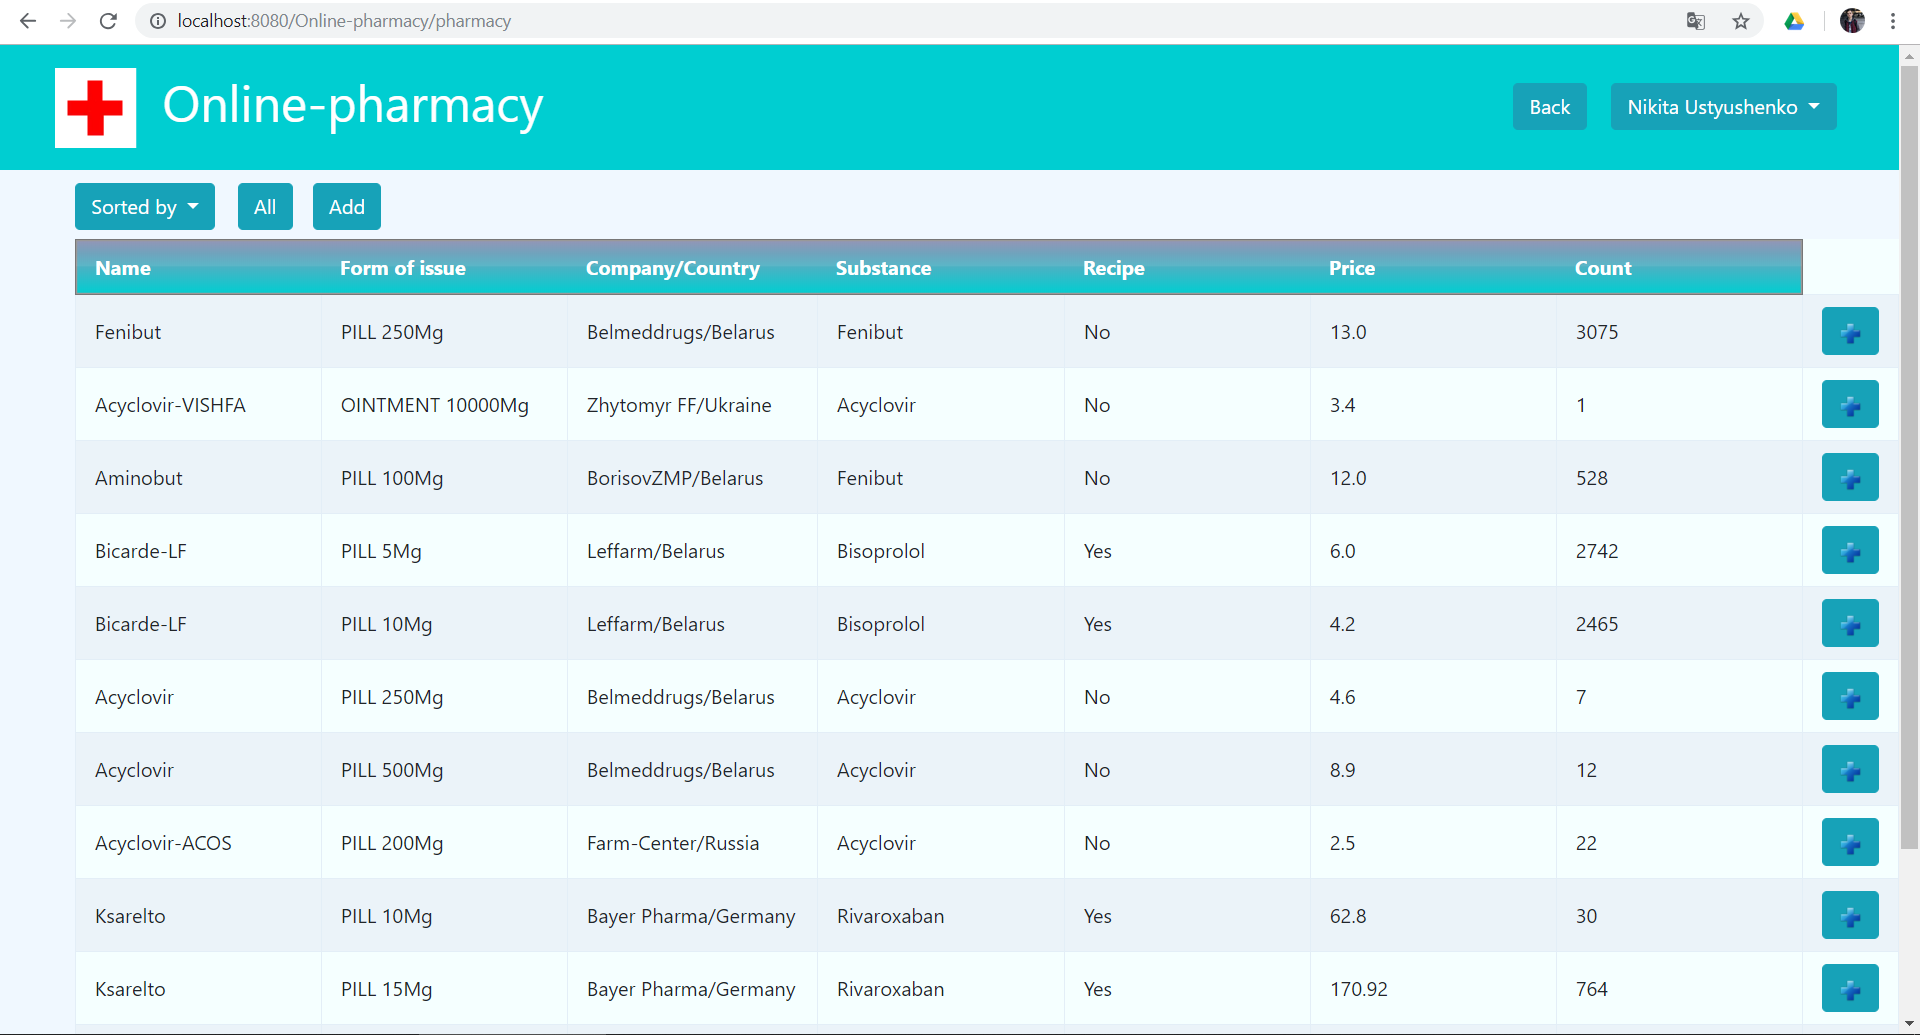 localhost:8080/Online-pharmacy/pharmacy
Online-pharmacy
Back
Nikita Ustyushenko
Sorted by
All
Add
Name Form of issue Company/Country Substance Recipe Price Count
Fenibut PILL 250Mg Belmeddrugs/Belarus Fenibut No 13.0 3075
Acyclovir-VISHFA OINTMENT 10000Mg Zhytomyr FF/Ukraine Acyclovir No 3.4 1
Aminobut PILL 100Mg BorisovZMP/Belarus Fenibut No 12.0 528
Bicarde-LF PILL 5Mg Leffarm/Belarus Bisoprolol Yes 6.0 2742
Bicarde-LF PILL 10Mg Leffarm/Belarus Bisoprolol Yes 4.2 2465
Acyclovir PILL 250Mg Belmeddrugs/Belarus Acyclovir No 4.6 7
Acyclovir PILL 500Mg Belmeddrugs/Belarus Acyclovir No 8.9 12
Acyclovir-ACOS PILL 200Mg Farm-Center/Russia Acyclovir No 2.5 22
Ksarelto PILL 10Mg Bayer Pharma/Germany Rivaroxaban Yes 62.8 30
Ksarelto PILL 15Mg Bayer Pharma/Germany Rivaroxaban Yes 170.92 764